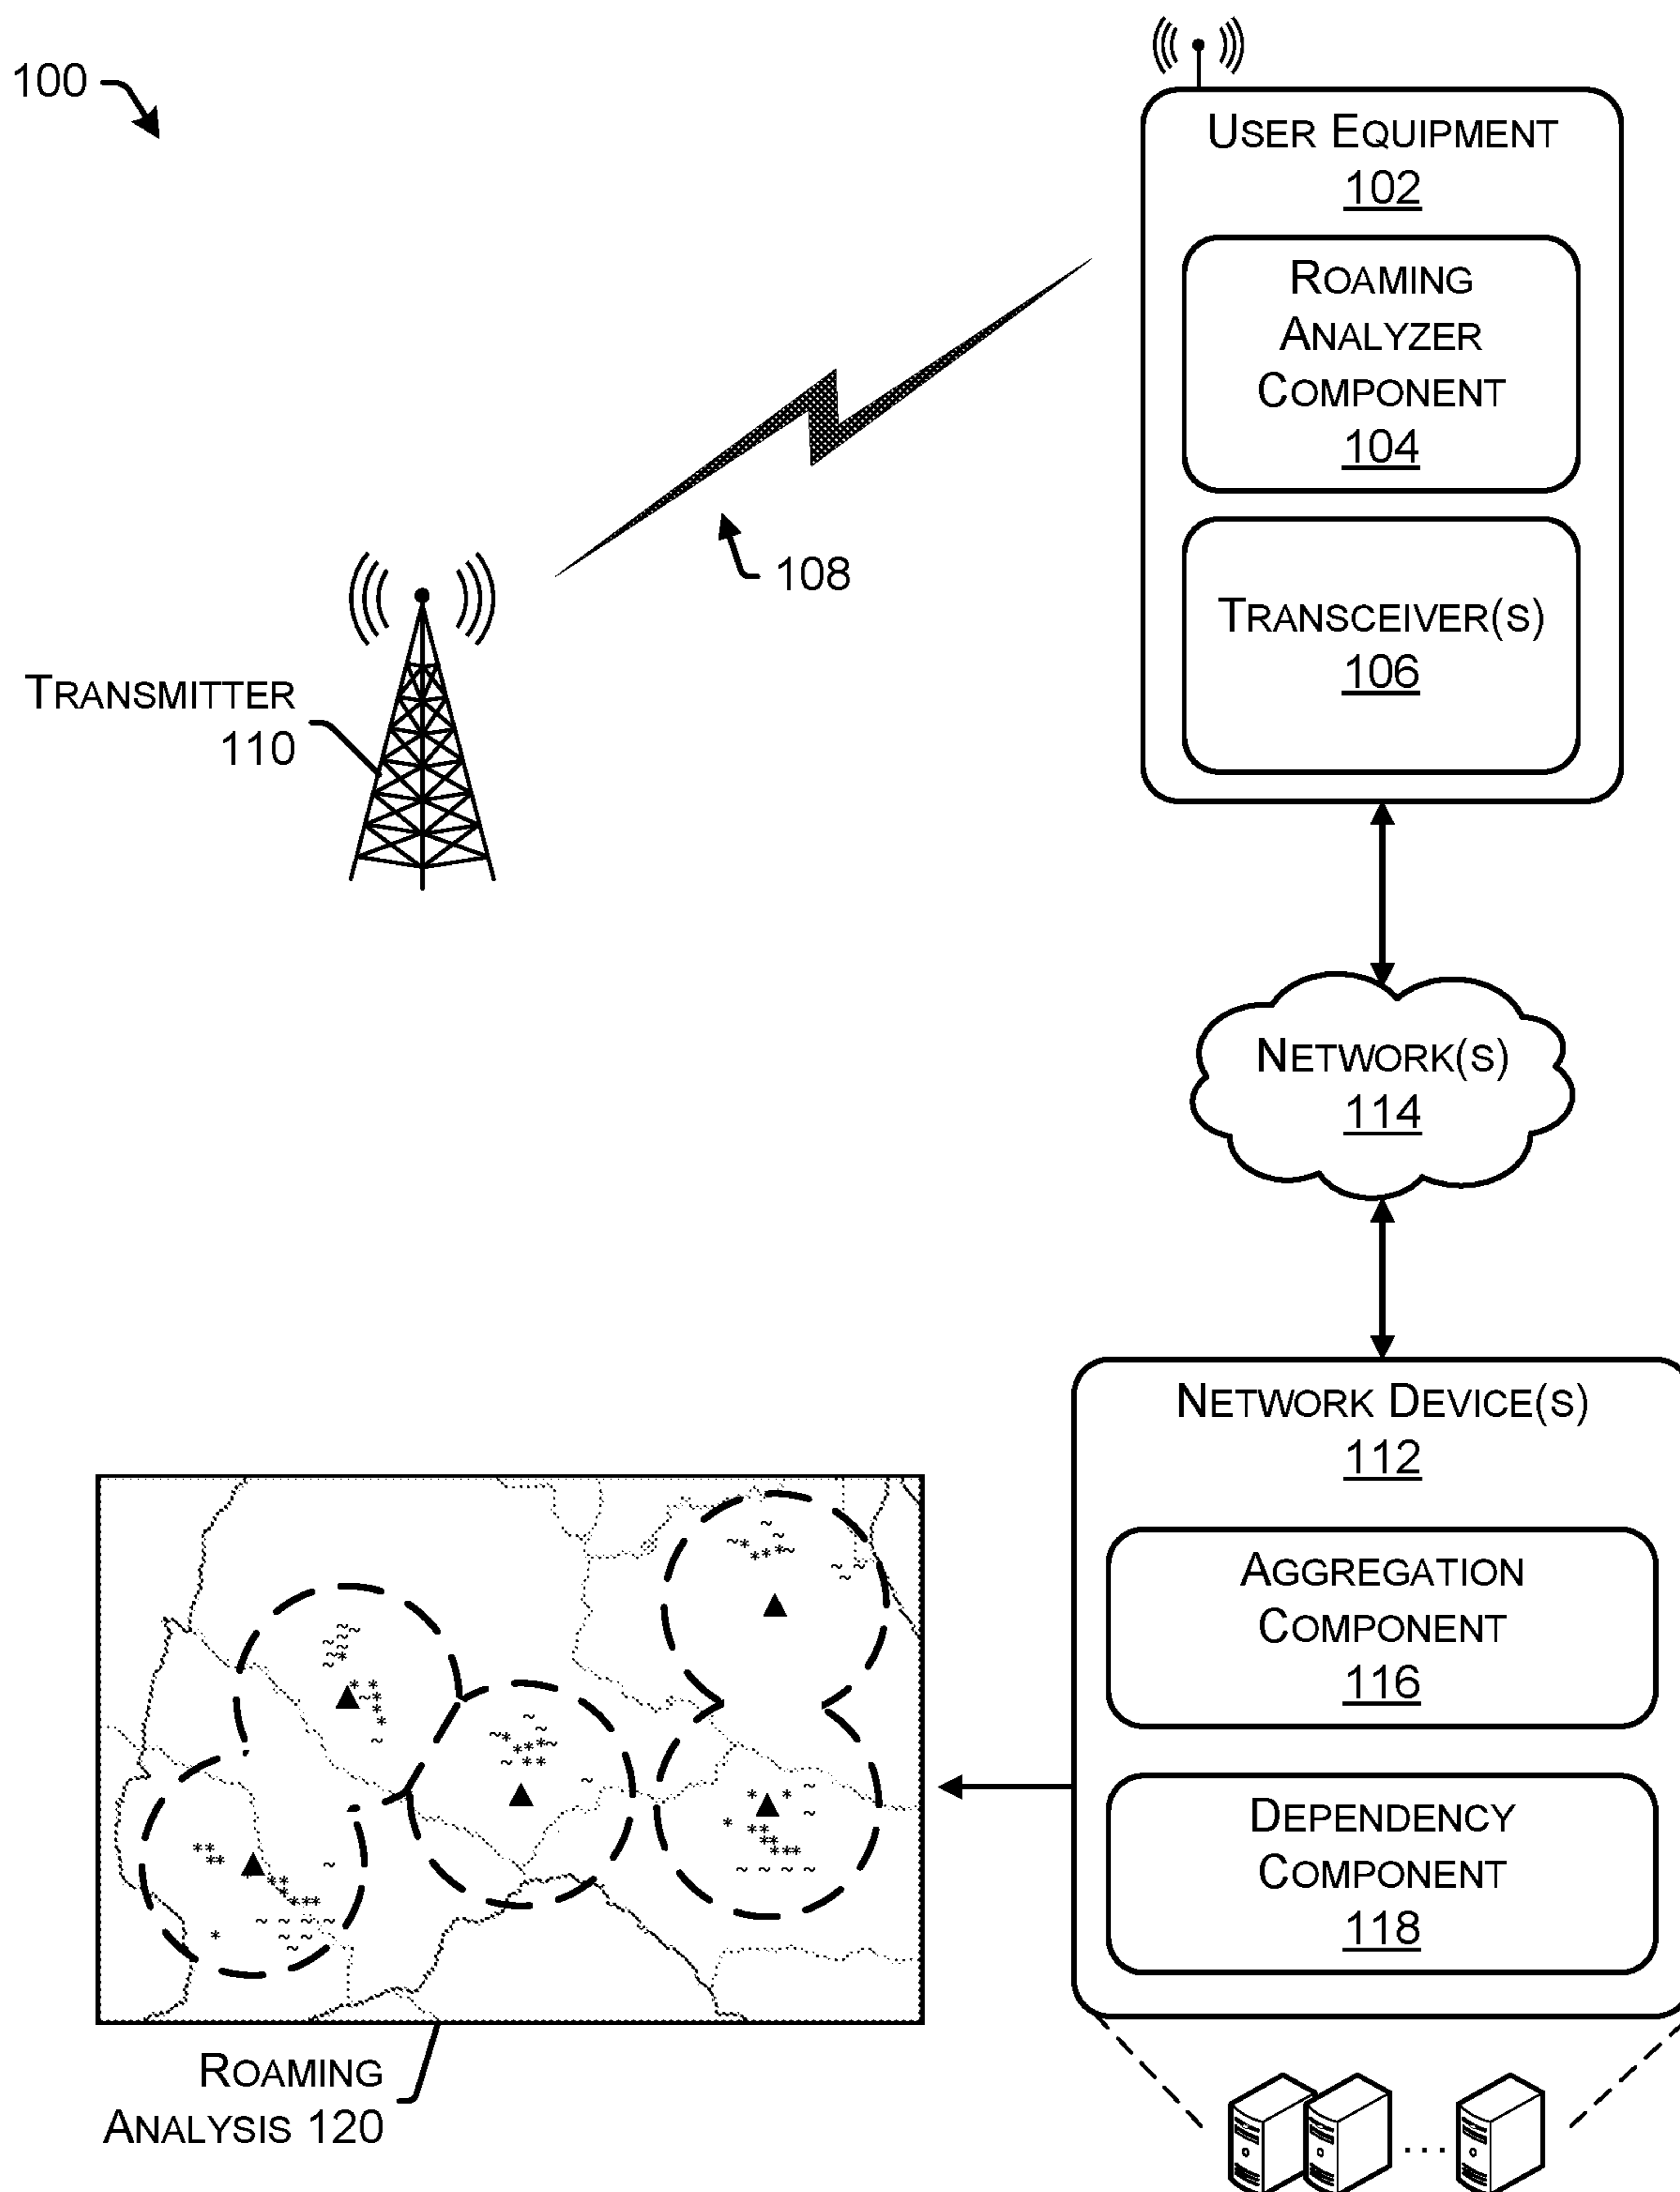 100
USER EQUIPMENT
102
ROAMING
ANALYZER
COMPONENT
104
TRANSCEIVER(S)
106
108
TRANSMITTER
110
NETWORK(S)
114
NETWORK DEVICE(S)
112
AGGREGATION
COMPONENT
116
DEPENDENCY
COMPONENT
118
ROAMING
ANALYSIS 120
...